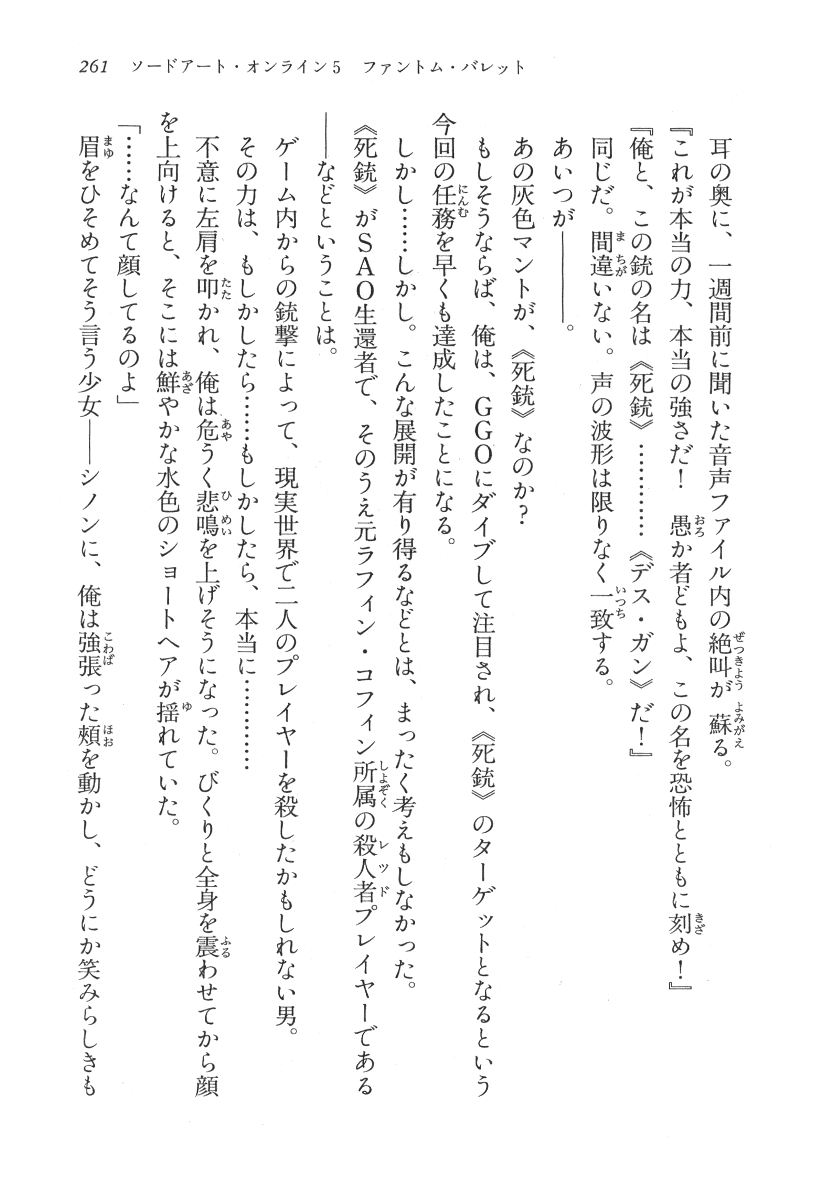 261　ソードアート・オンライン5　ファントム・バレット
耳の奥に、一週間前に聞いた音声ファイル内の絶叫が蘇る。
『これが本当の力、本当の強さだ！　愚か者どもよ、この名を恐怖とともに刻め！』
『俺と、この銃の名は《死銃》…………《デス・ガン》だ！』
同じだ。間違いない。声の波形は限りなく一致する。
あいつが――――。
あの灰色マントが、《死銃》なのか？
もしそうならば、俺は、GGOにダイブして注目され、《死銃》のターゲットとなるという
今回の任務を早くも達成したことになる。
しかし……しかし。こんな展開が有り得るなどとは、まったく考えもしなかった。
《死銃》がSAO生還者で、そのうえ元ラフィン・コフィン所属の殺人者プレイヤーである
――などということは。
ゲーム内からの銃撃によって、現実世界で二人のプレイヤーを殺したかもしれない男。
その力は、もしかしたら……もしかしたら、本当に…………
不意に左肩を叩かれ、俺は危うく悲鳴を上げそうになった。びくりと全身を震わせてから顔
を上向けると、そこには鮮やかな水色のショートヘアが揺れていた。
「……なんて顔してるのよ」
眉をひそめてそう言う少女――シノンに、俺は強張った頰を動かし、どうにか笑みらしきも